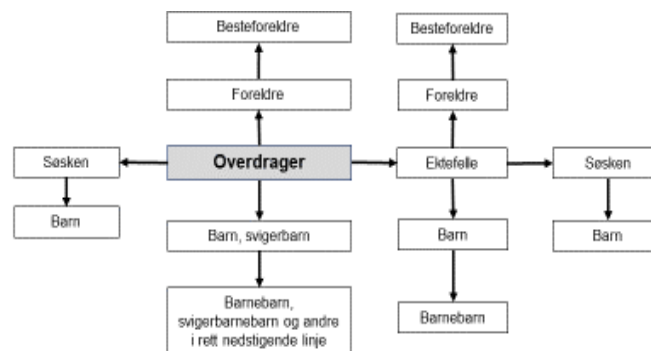 Besteforeldre
Besteforeldre
Foreldre
Foreldre
Søsken
Overdrager
Ektefelle
Søsken
Barn
Barn, svigerbarn
Barn
Barn
Barnebarn,
svigerbarnebarn og andre
i rett nedstigende linje
Barnebarn